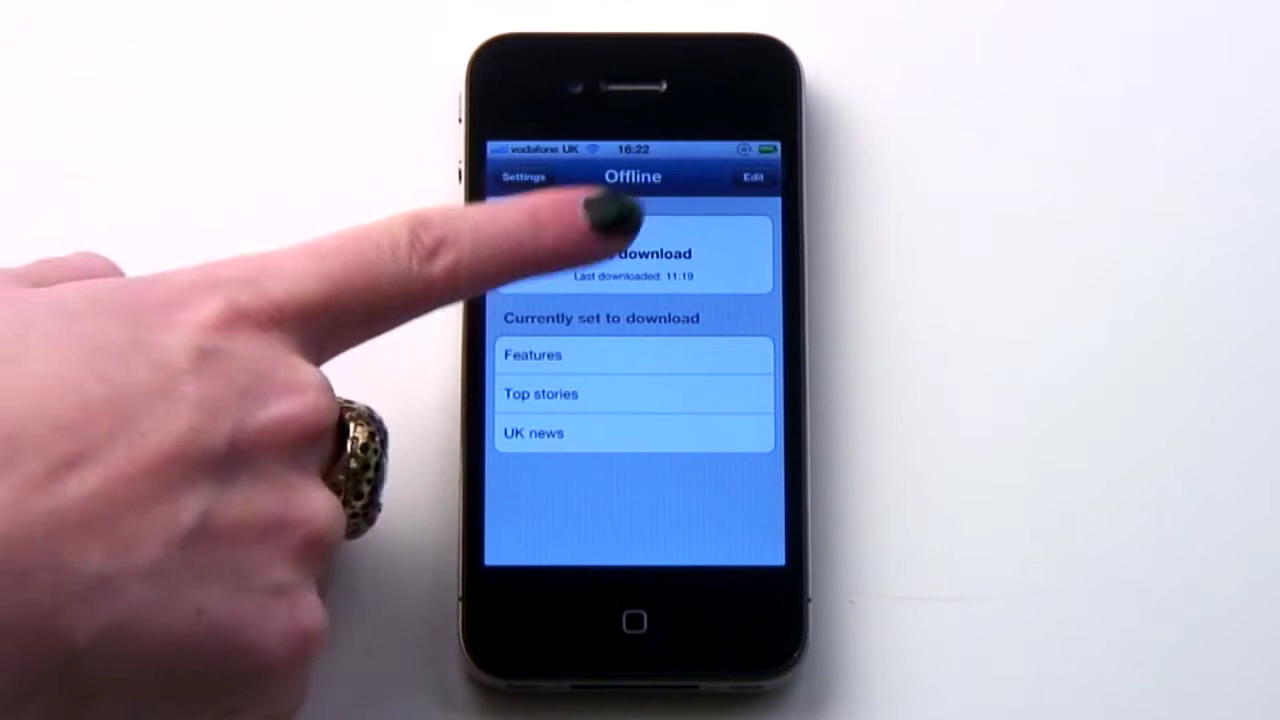 vodafone UK 16:22
Settings Offline Edit
download
Last downloaded: 11:19
Currently set to download
Features
Top stories
UK news